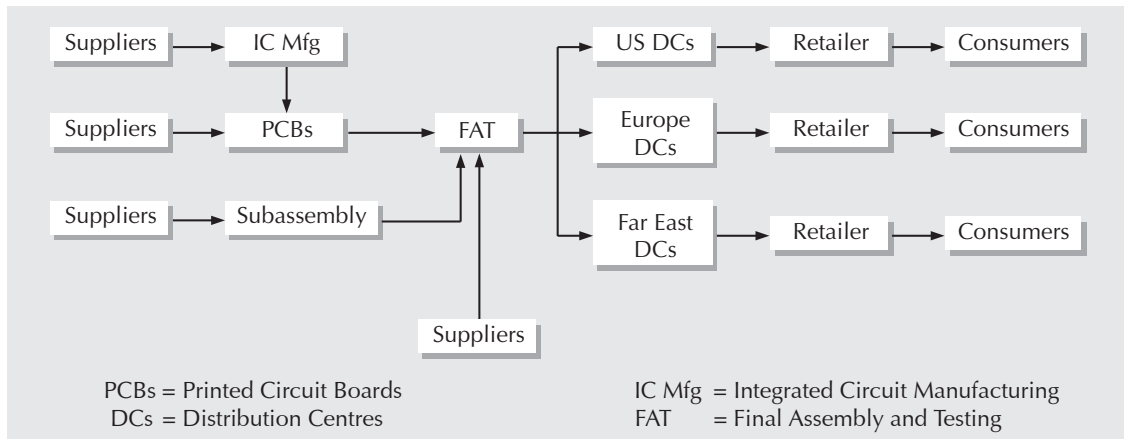 Suppliers
IC Mfg
US DCs
Retailer
Consumers
Suppliers
PCBs
FAT
Europe
DCs
Retailer
Consumers
Suppliers
Subassembly
Far East
DCs
Retailer
Consumers
Suppliers
PCBs = Printed Circuit Boards
DCs = Distribution Centres
IC Mfg = Integrated Circuit Manufacturing
FAT = Final Assembly and Testing